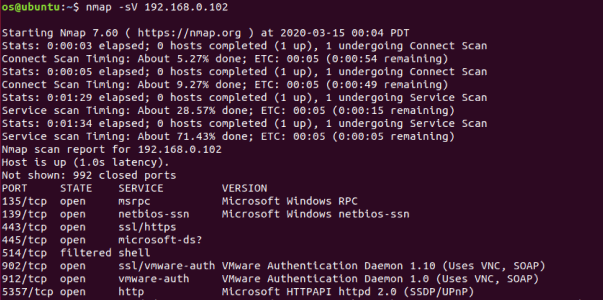 os@ubuntu:~$ nmap -sV 192.168.0.102
Starting Nmap 7.60 ( https://nmap.org ) at 2020-03-15 00:04 PDT
Stats: 0:00:03 elapsed; 0 hosts completed (1 up), 1 undergoing Connect Scan
Connect Scan Timing: About 5.27% done; ETC: 00:05 (0:00:54 remaining)
Stats: 0:00:05 elapsed; 0 hosts completed (1 up), 1 undergoing Connect Scan
Connect Scan Timing: About 9.27% done; ETC: 00:05 (0:00:49 remaining)
Stats: 0:01:29 elapsed; 0 hosts completed (1 up), 1 undergoing Service Scan
Service scan Timing: About 28.57% done; ETC: 00:05 (0:00:15 remaining)
Stats: 0:01:34 elapsed; 0 hosts completed (1 up), 1 undergoing Service Scan
Service scan Timing: About 71.43% done; ETC: 00:05 (0:00:05 remaining)
Nmap scan report for 192.168.0.102
Host is up (1.0s latency).
Not shown: 992 closed ports
PORT STATE SERVICE VERSION
135/tcp open msrpc Microsoft Windows RPC
139/tcp open netbios-ssn Microsoft Windows netbios-ssn
443/tcp open ssl/https
445/tcp open microsoft-ds?
514/tcp filtered shell
902/tcp open ssl/vmware-auth VMware Authentication Daemon 1.10 (Uses VNC, SOAP)
912/tcp open vmware-auth VMware Authentication Daemon 1.0 (Uses VNC, SOAP)
5357/tcp open http Microsoft HTTPAPI httpd 2.0 (SSDP/UPnP)